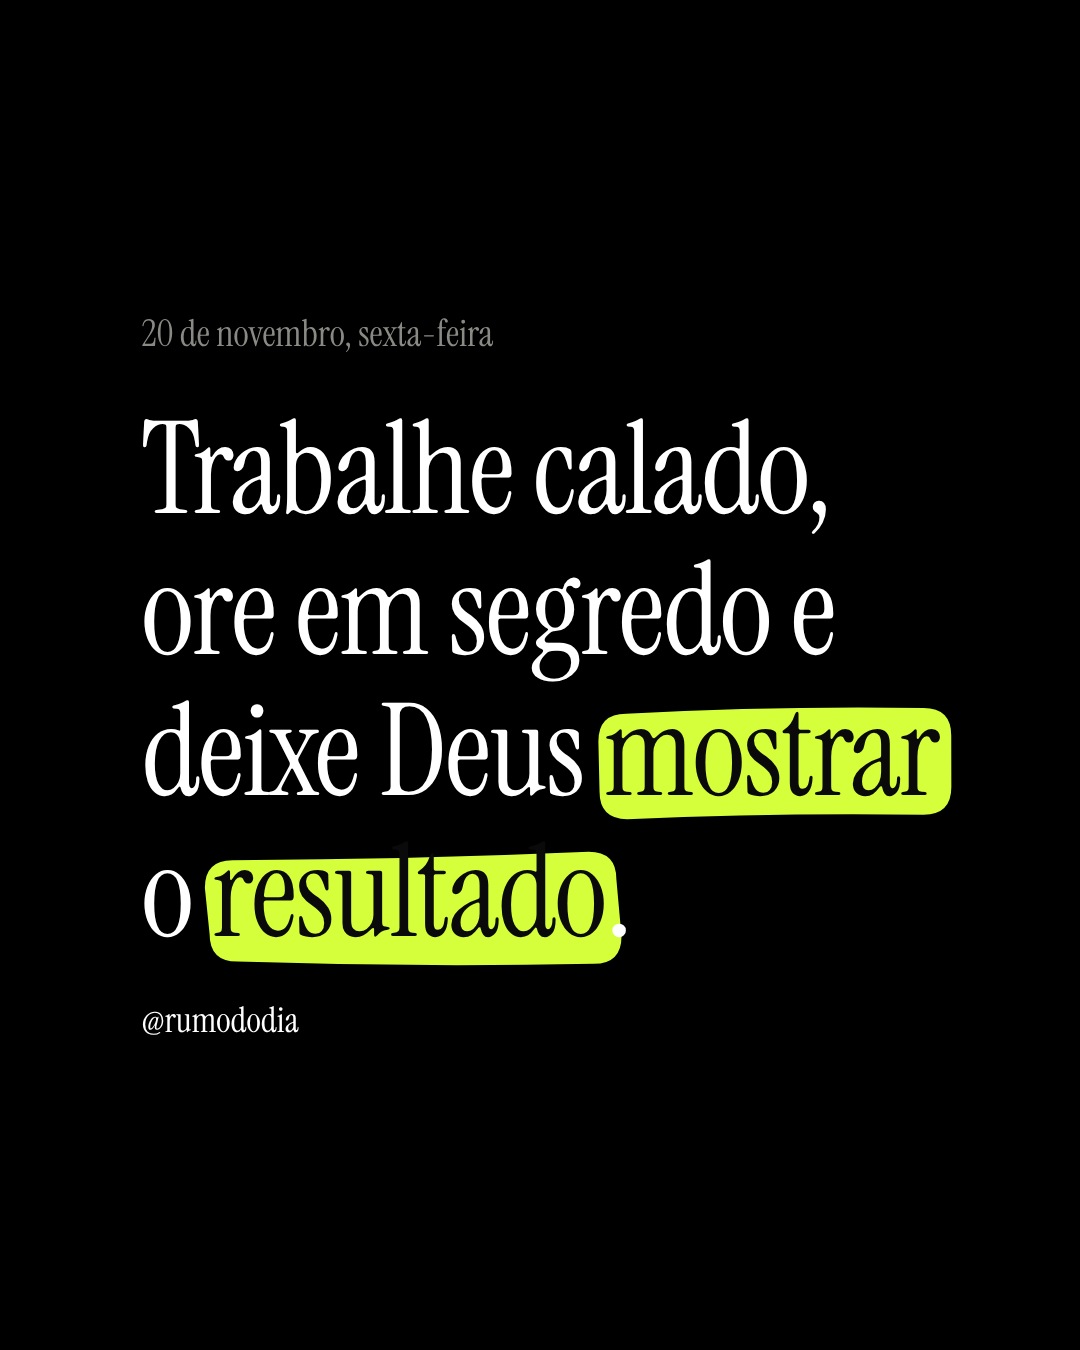 20 de novembro, sexta-feira
Trabalhe calado,
ore em segredo e
deixe Deus mostrar
o resultado.
@rumododia